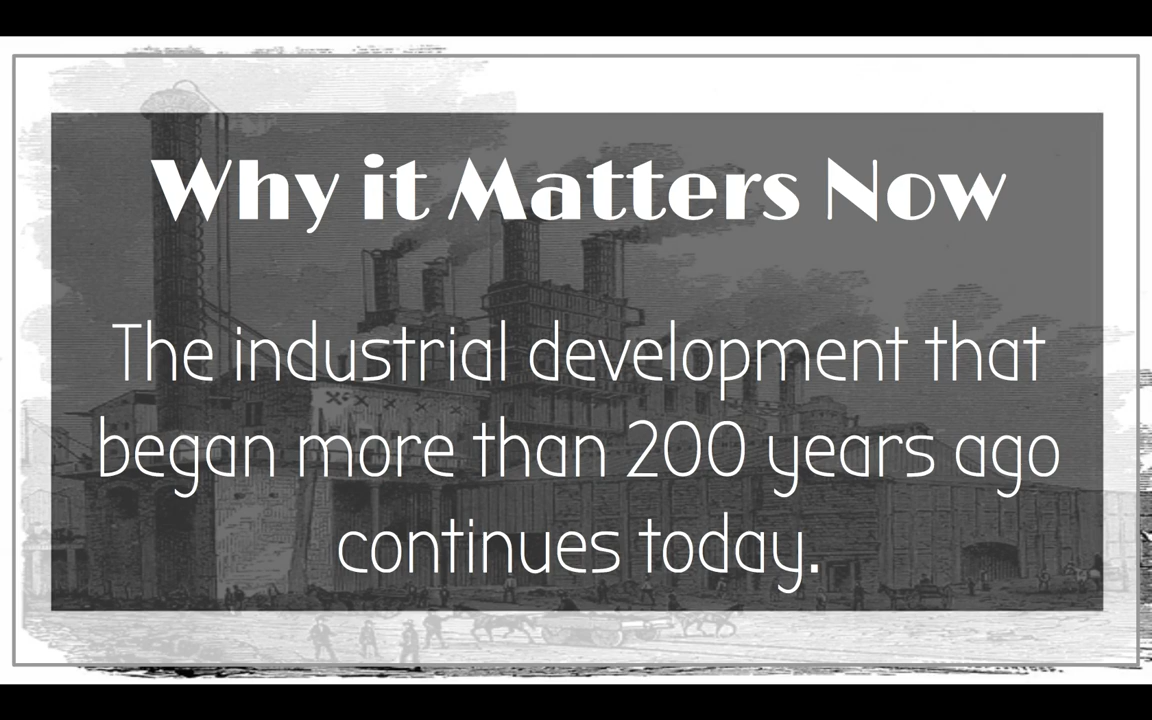 Why it Matters Now
The industrial development that
began more than 200 years ago
continues today.